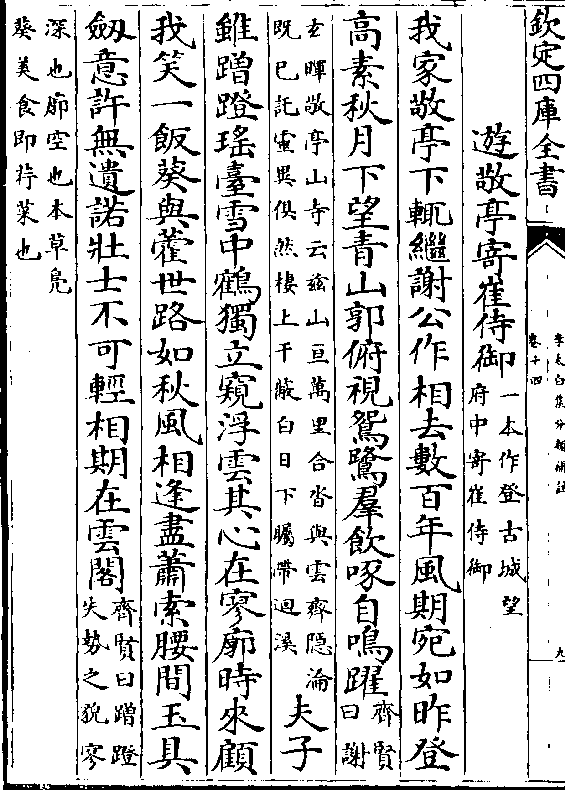 欽定四庫全書
李太白集分類補註
卷十四
九
遊敬亭寄崔侍御
一本作登古城望
府中寄崔侍御
我家敬亭下輒繼謝公作相去數百年風期宛如昨登
高素秋月下望青山郭俯視鴛鷺羣飲啄自鳴躍
齊賢
曰謝
玄暉敬亭山寺云兹山亘萬里合沓與雲齊隱淪
既已託靈異俱然棲上干蔽白日下矚帶迴溪
夫子
雖蹭蹬瑤臺雪中鶴獨立窺浮雲其心在寥廓時來顧
我笑一飯葵與藿世路如秋風相逢盡蕭索腰間玉具
劔意許無遺諾壯士不可輕相期在雲閣
齊賢曰蹭蹬
失勢之貌寥
深也廓空也本草鳧
葵美食即荇菜也